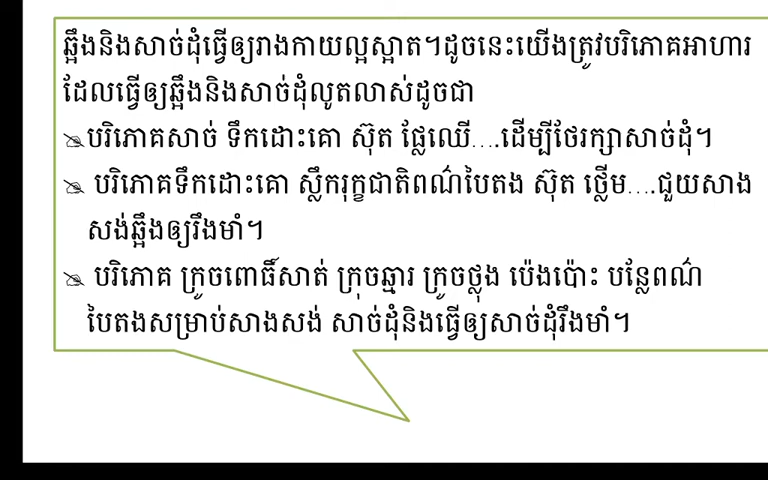 ឆ្អឹងនិងសាច់ដុំធ្វើឲ្យរាងកាយល្អស្អាត។ដូចនេះយើងត្រូវបរិភោគអាហារ
ដែលធ្វើឲ្យឆ្អឹងនិងសាច់ដុំលូតលាស់ដូចជា
បរិភោគសាច់ ទឹកដោះគោ ស៊ុត ផ្លែឈើ....ដើម្បីថែរក្សាសាច់ដុំ។
បរិភោគទឹកដោះគោ ស្លឹករុក្ខជាតិពណ៌បៃតង ស៊ុត ថ្លើម....ជួយសាង
សង់ឆ្អឹងឲ្យរឹងមាំ។
បរិភោគ ក្រូចពោធិ៍សាត់ ក្រុចឆ្មារ ក្រូចថ្លុង ប៉េងប៉ោះ បន្លែពណ៌
បៃតងសម្រាប់សាងសង់ សាច់ដុំនិងធ្វើឲ្យសាច់ដុំរឹងមាំ។